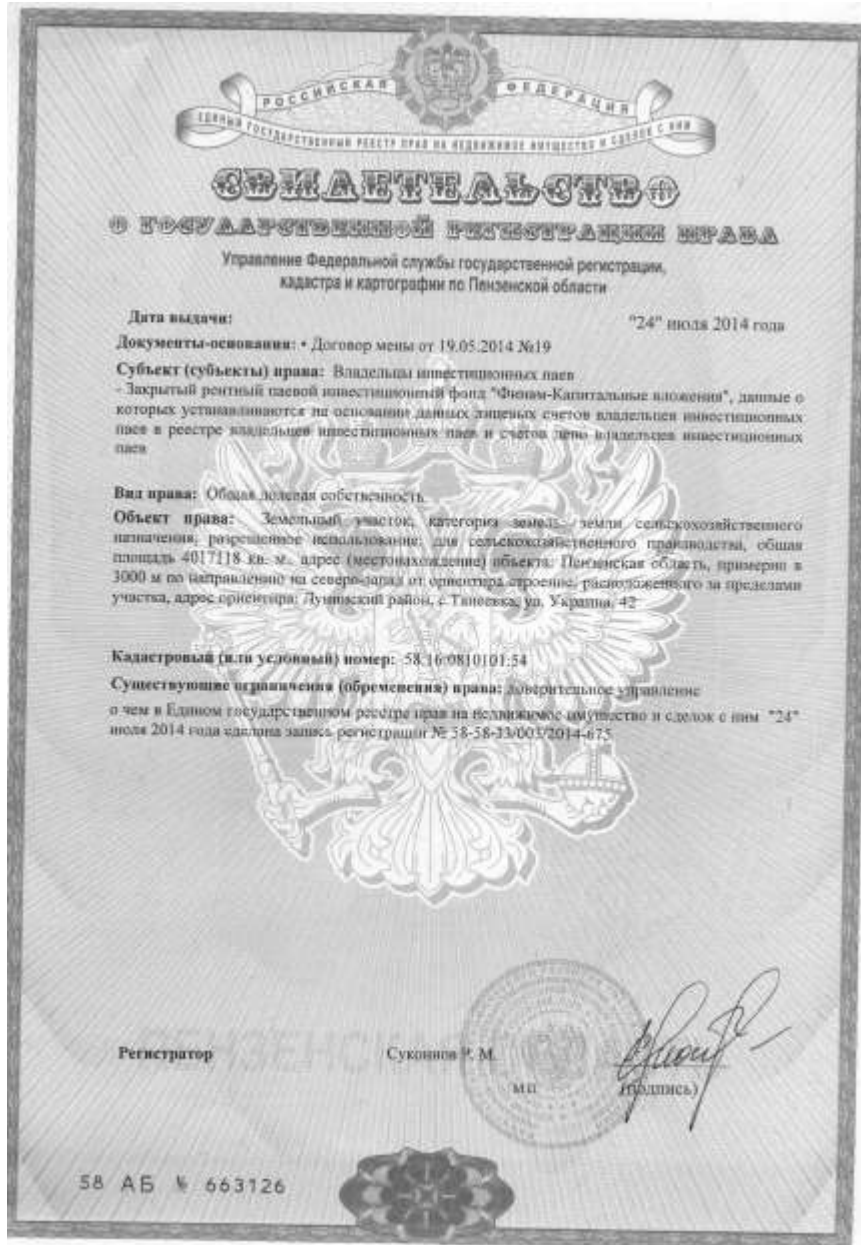 РОССИЙСКАЯ ФЕДЕРАЦИЯ
ЕДИНЫЙ ГОСУДАРСТВЕННЫЙ РЕЕСТР ПРАВ НА НЕДВИЖИМОЕ ИМУЩЕСТВО И СДЕЛОК С НИМ
СВИДЕТЕЛЬСТВО
О ГОСУДАРСТВЕННОЙ РЕГИСТРАЦИИ ПРАВА
Управление Федеральной службы государственной регистрации,
кадастра и картографии по Пензенской области
Дата выдачи: "24" июля 2014 года
Документы-основания: • Договор мены от 19.05.2014 №19
Субъект (субъекты) права: Владельцы инвестиционных паев
- Закрытый рентный паевой инвестиционный фонд "Финам-Капитальные вложения", данные о
которых устанавливаются на основании данных лицевых счетов владельцев инвестиционных
паев в реестре владельцев инвестиционных паев и счетов депо владельцев инвестиционных
паев
Вид права: Общая долевая собственность
Объект права: Земельный участок, категория земель: земли сельскохозяйственного
назначения, разрешенное использование: для сельскохозяйственного производства, общая
площадь 4017118 кв. м., адрес (местонахождение) объекта: Пензенская область, примерно в
3000 м по направлению на северо-запад от ориентира строение, расположенного за пределами
участка, адрес ориентира: Лунинский район, с. Танеевка, ул. Украина, 42
Кадастровый (или условный) номер: 58:16:0810101:54
Существующие ограничения (обременения) права: доверительное управление
о чем в Едином государственном реестре прав на недвижимое имущество и сделок с ним "24"
июля 2014 года сделана запись регистрации № 58-58-33/003/2014-675
ПЕНЗЕНСКАЯ
Регистратор Суконнов Р. М.
М.П. (подпись)
58 АБ № 663126